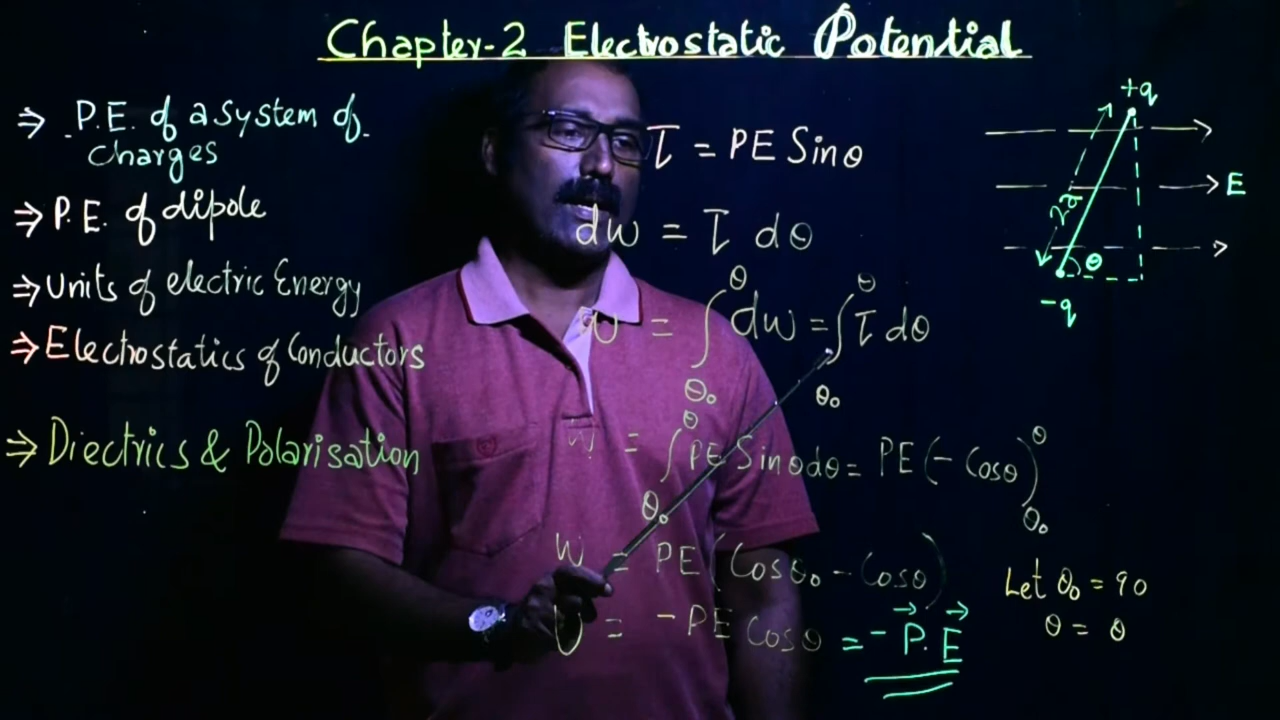 Chapter-2 Electrostatic Potential
⇒ P.E. of a system of
charges
⇒ P.E. of dipole
⇒ Units of electric Energy
⇒ Electrostatics of Conductors
⇒ Diectrics & Polarisation
τ = PE Sinθ
dw = τ dθ
W = ∫θ₀^θ dw = ∫θ₀^θ τ dθ
W = ∫θ₀^θ PE Sinθdθ = PE (- Cosθ)θ₀^θ
W = PE (Cosθ₀ - Cosθ)
U = -PE Cosθ = -P⃗.E⃗
Let θ₀ = 90
θ = θ
+q
E
2a
θ
-q